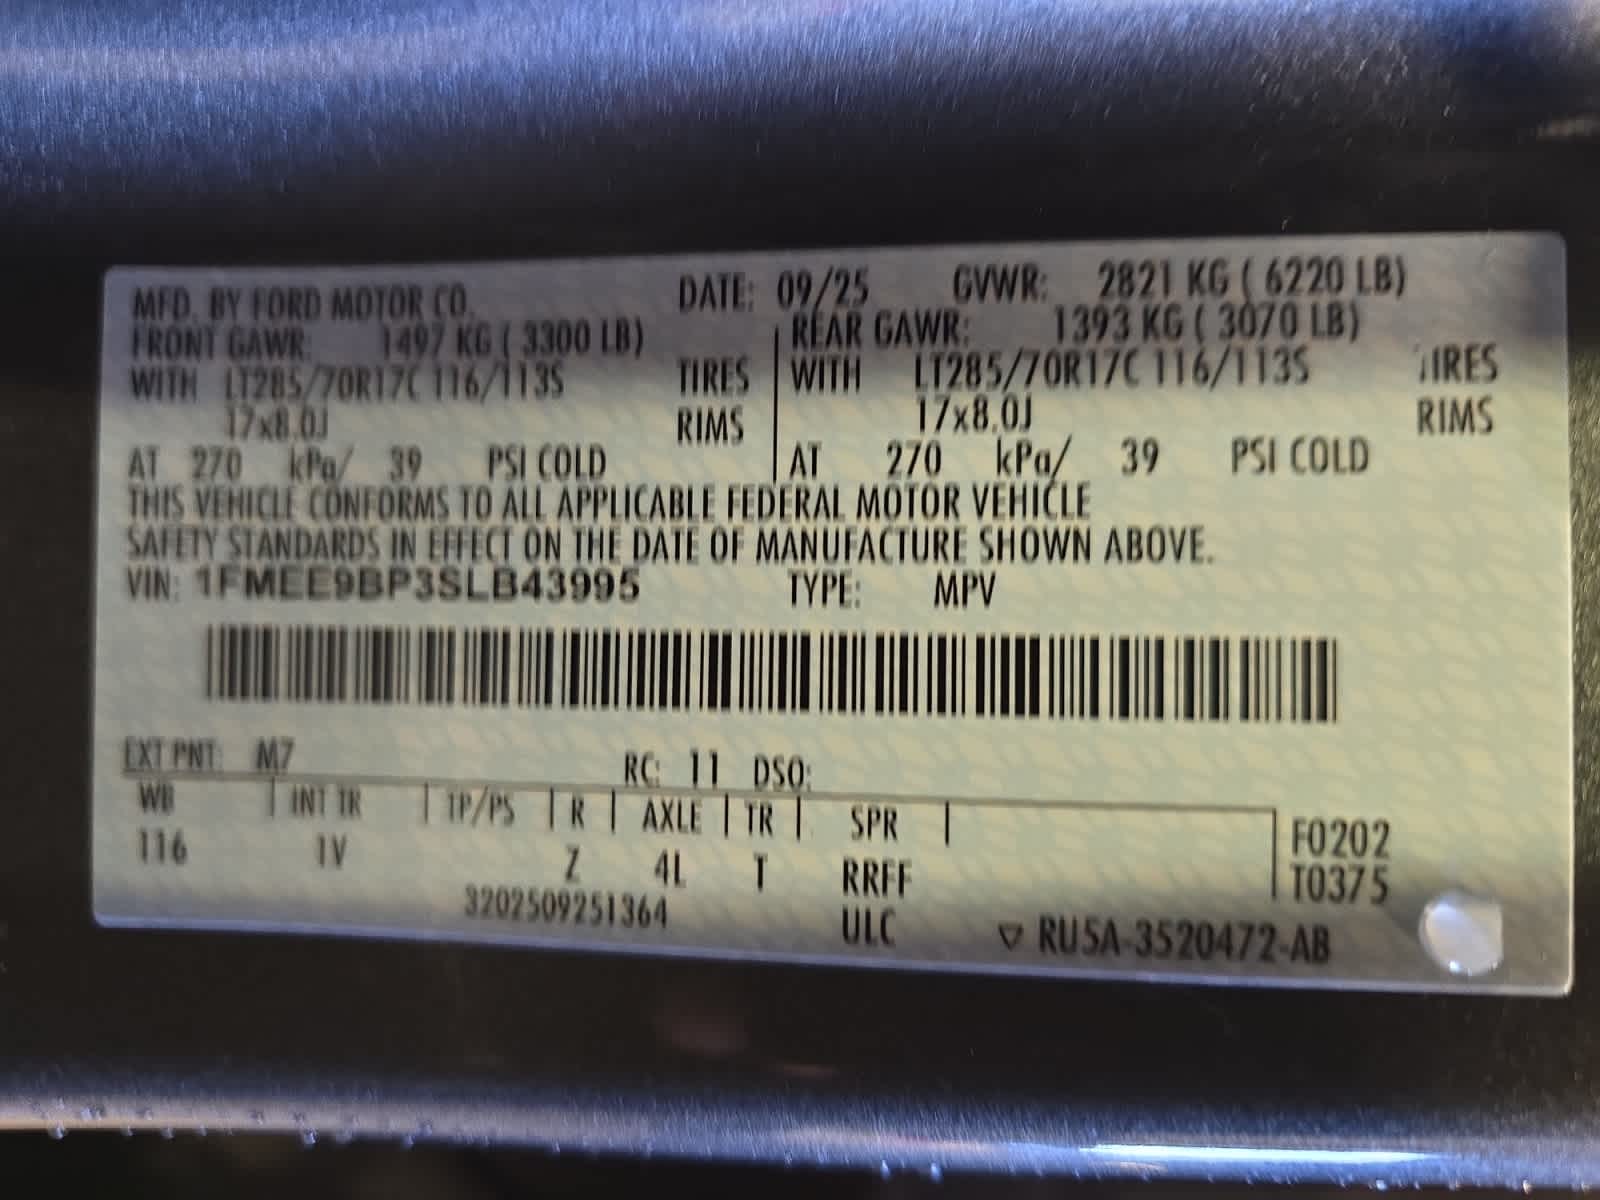 MFD. BY FORD MOTOR CO. DATE: 09/25 GVWR: 2821 KG ( 6220 LB)
FRONT GAWR: 1497 KG ( 3300 LB) REAR GAWR: 1393 KG ( 3070 LB)
WITH LT285/70R17C 116/113S TIRES WITH LT285/70R17C 116/113S TIRES
17x8.0J RIMS 17x8.0J RIMS
AT 270 kPa/ 39 PSI COLD AT 270 kPa/ 39 PSI COLD
THIS VEHICLE CONFORMS TO ALL APPLICABLE FEDERAL MOTOR VEHICLE
SAFETY STANDARDS IN EFFECT ON THE DATE OF MANUFACTURE SHOWN ABOVE.
VIN: 1FMEE9BP3SLB43995 TYPE: MPV
EXT PNT: M7 RC: 11 DSO:
WB INT TR TP/PS R AXLE TR SPR F0202
116 1V Z 4L T RRFF T0375
3202509251364 ULC ▽ RU5A-3520472-AB